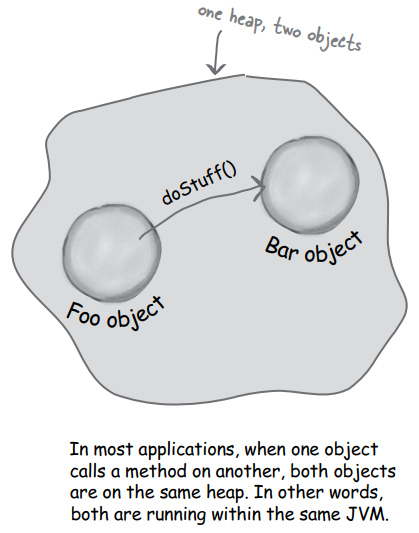 one heap, two objects
doStuff()
Bar object
Foo object
In most applications, when one object
calls a method on another, both objects
are on the same heap. In other words,
both are running within the same JVM.